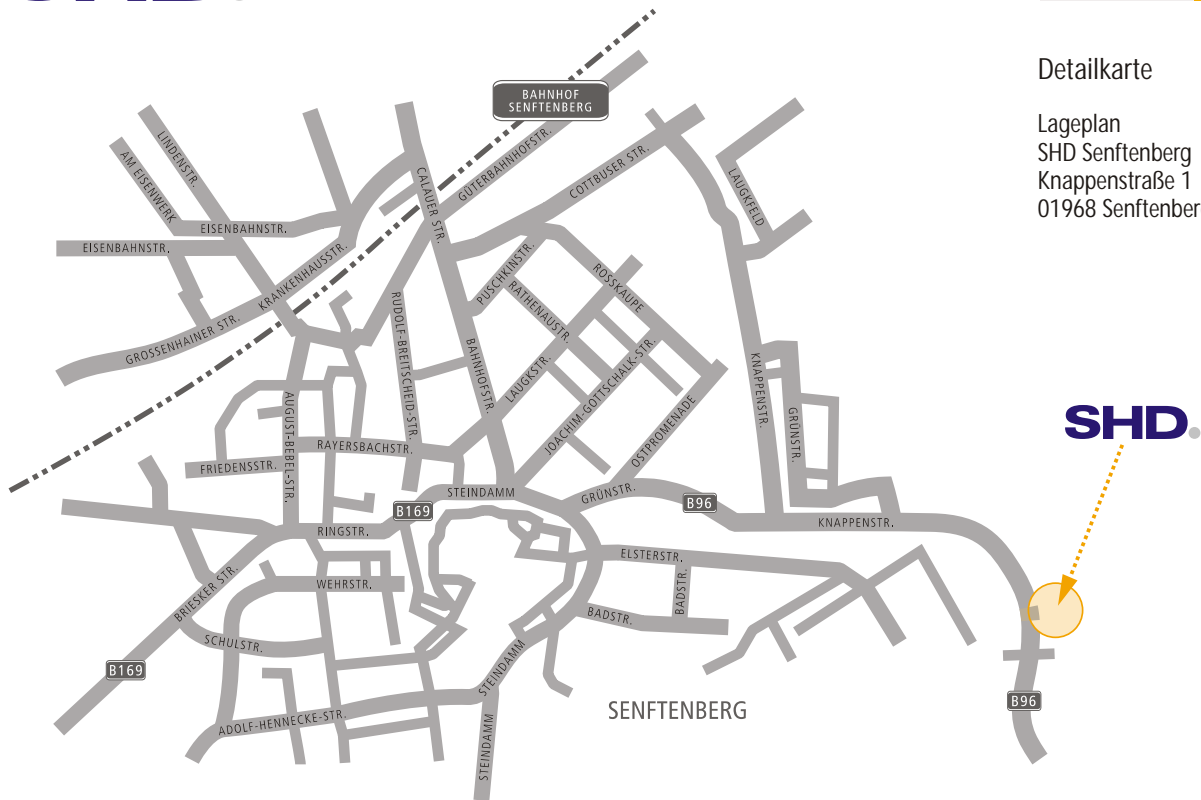 SHD.
Detailkarte
Lageplan
SHD Senftenberg
Knappenstraße 1
01968 Senftenber
BAHNHOF
SENFTENBERG
LINDENSTR.
AM EISENWERK
EISENBAHNSTR.
EISENBAHNSTR.
GROSSENHAINER STR.
KRANKENHAUSSTR.
CALAUER STR.
GÜTERBAHNHOFSTR.
COTTBUSER STR.
LAUGKFELD
PUSCHKINSTR.
ROSSKAUPE
RATHENAUSTR.
RUDOLF-BREITSCHEID-STR.
BAHNHOFSTR.
LAUGKSTR.
JOACHIM-GOTTSCHALK-STR.
OSTPROMENADE
KNAPPENSTR.
GRÜNSTR.
AUGUST-BEBEL-STR.
RAYERSBACHSTR.
FRIEDENSSTR.
SHD.
STEINDAMM
GRÜNSTR.
B96
B169
KNAPPENSTR.
RINGSTR.
ELSTERSTR.
BRIESKER STR.
WEHRSTR.
BADSTR.
BADSTR.
SCHULSTR.
B169
STEINDAMM
B96
SENFTENBERG
ADOLF-HENNECKE-STR.
STEINDAMM